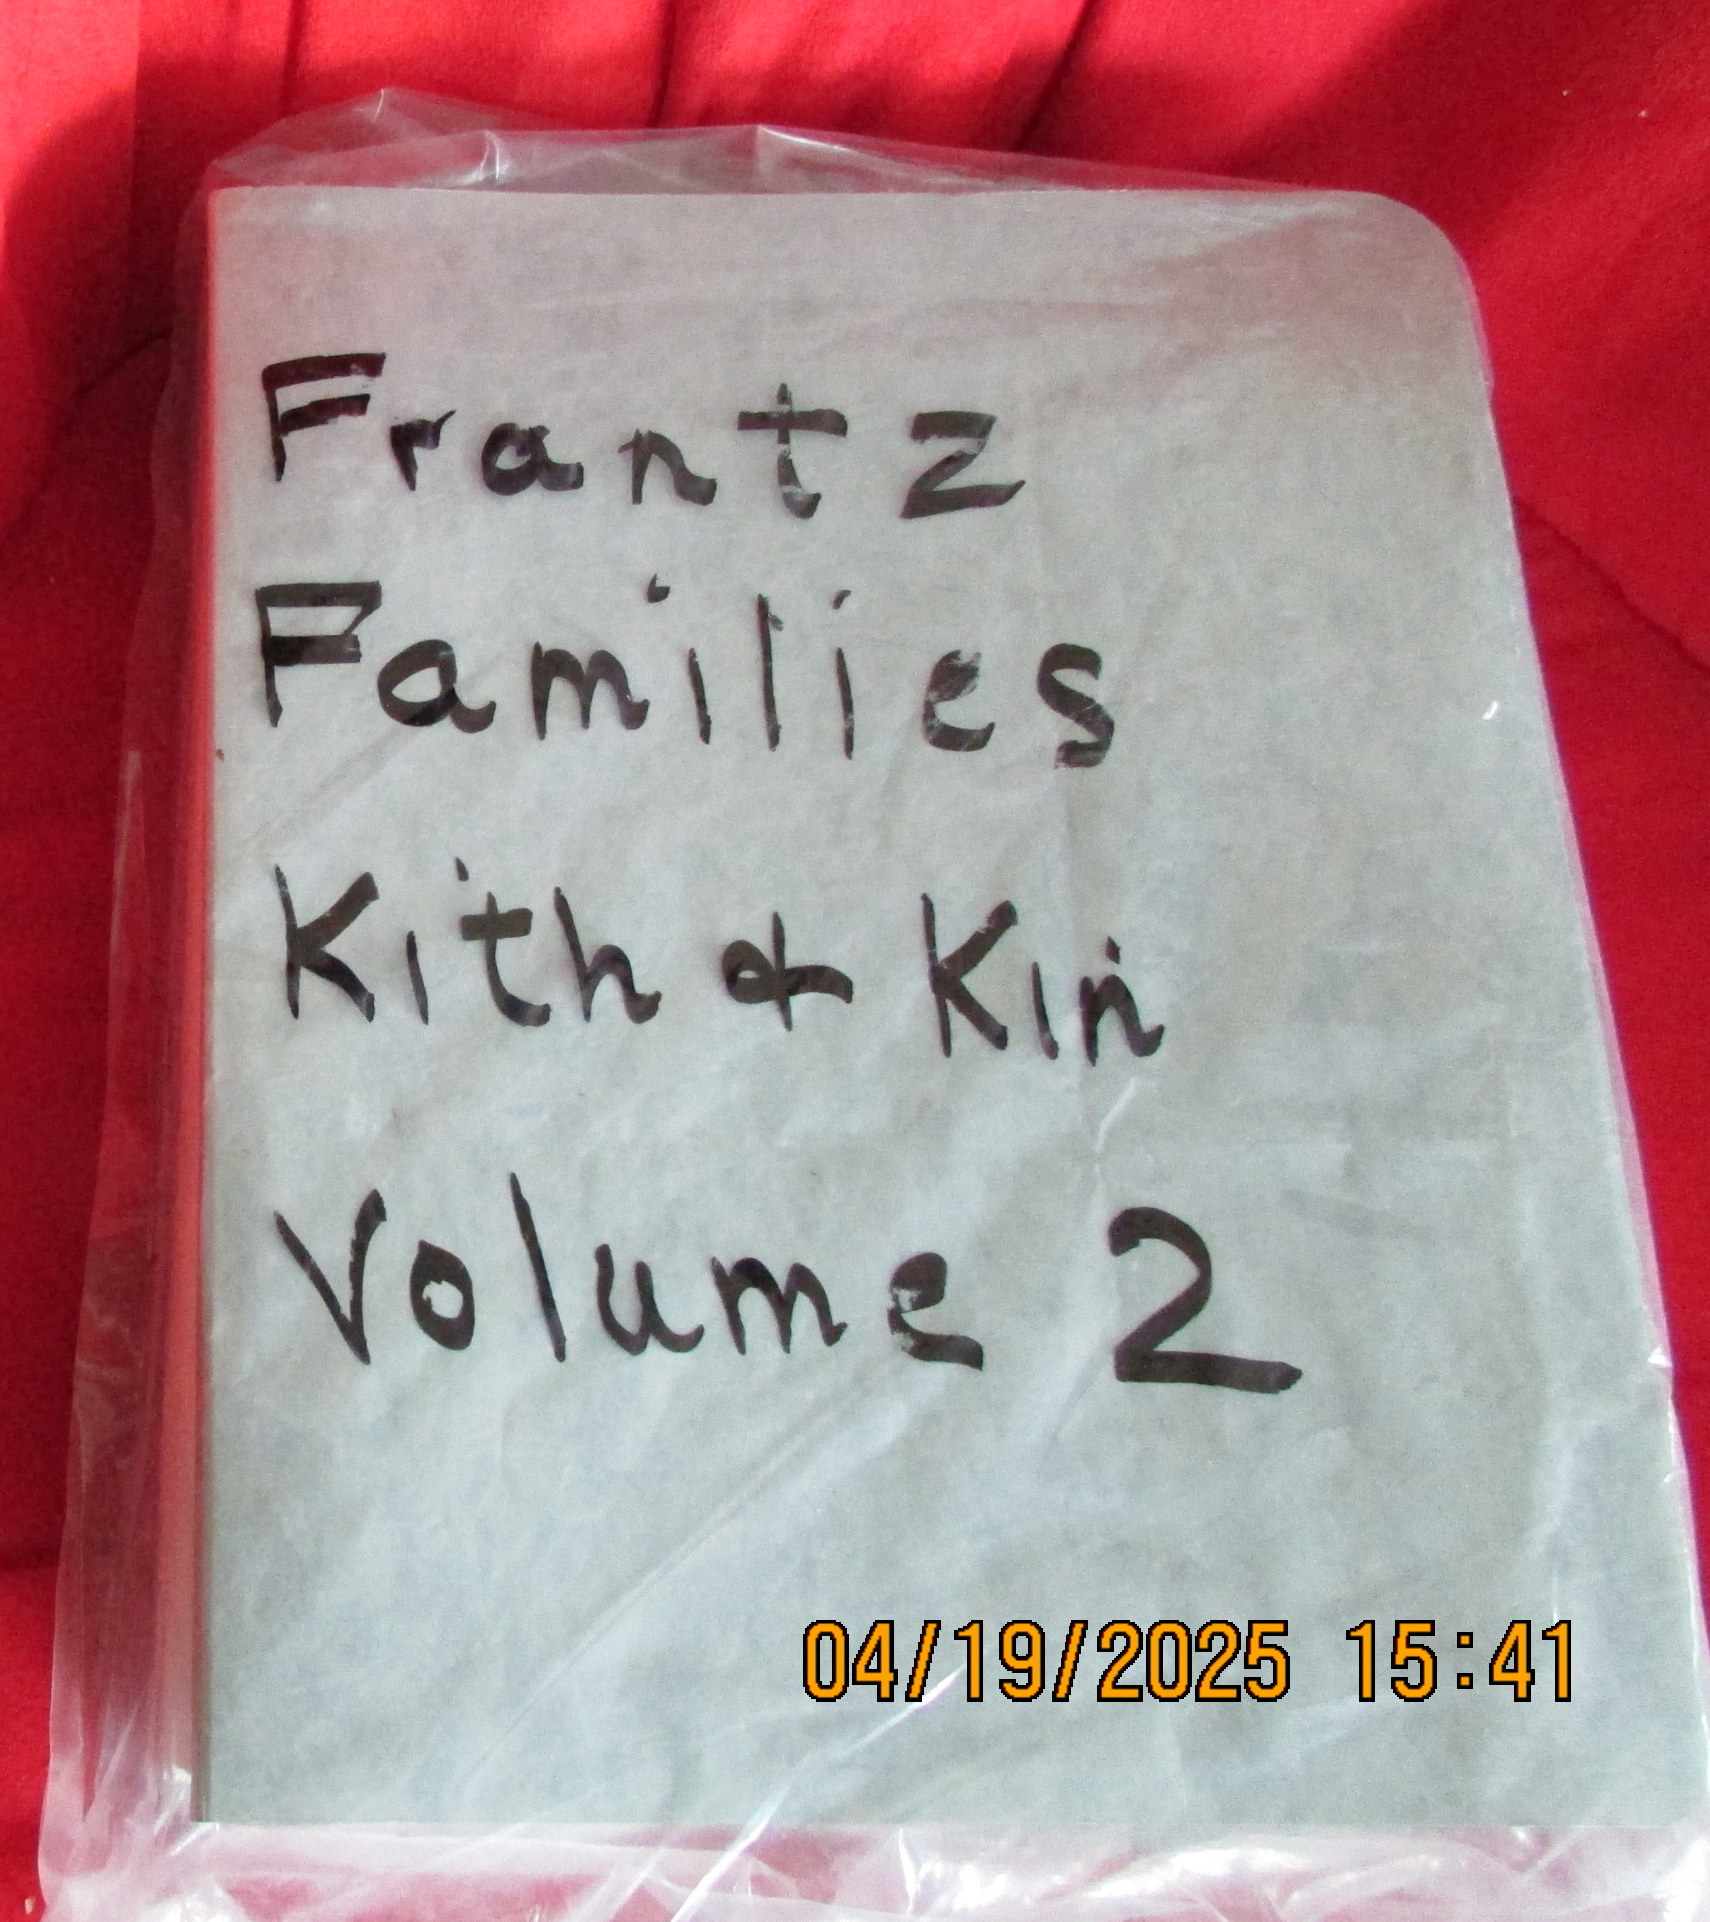 Frantz
Families
Kith & Kin
Volume 2
04/19/2025 15:41